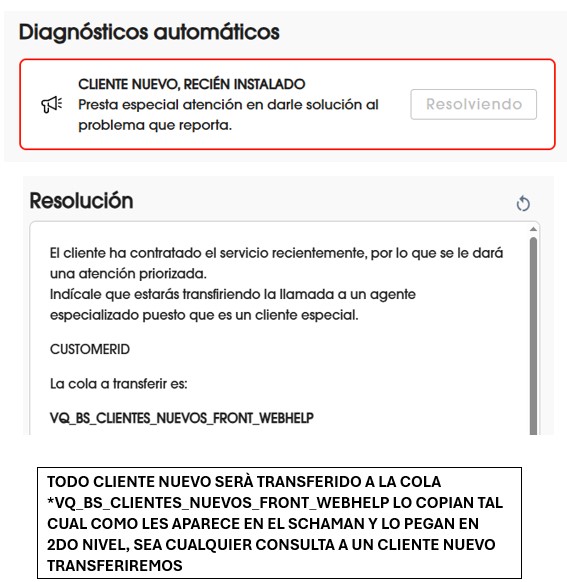 Diagnósticos automáticos
CLIENTE NUEVO, RECIÉN INSTALADO
Presta especial atención en darle solución al
problema que reporta.
Resolviendo
Resolución
El cliente ha contratado el servicio recientemente, por lo que se le dará
una atención priorizada.
Indícale que estarás transfiriendo la llamada a un agente
especializado puesto que es un cliente especial.
CUSTOMERID
La cola a transferir es:
VQ_BS_CLIENTES_NUEVOS_FRONT_WEBHELP
TODO CLIENTE NUEVO SERÀ TRANSFERIDO A LA COLA
*VQ_BS_CLIENTES_NUEVOS_FRONT_WEBHELP LO COPIAN TAL
CUAL COMO LES APARECE EN EL SCHAMAN Y LO PEGAN EN
2DO NIVEL, SEA CUALQUIER CONSULTA A UN CLIENTE NUEVO
TRANSFERIREMOS